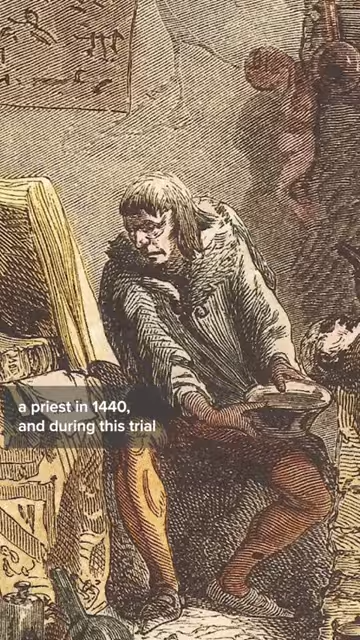 a priest in 1440,
and during this trial